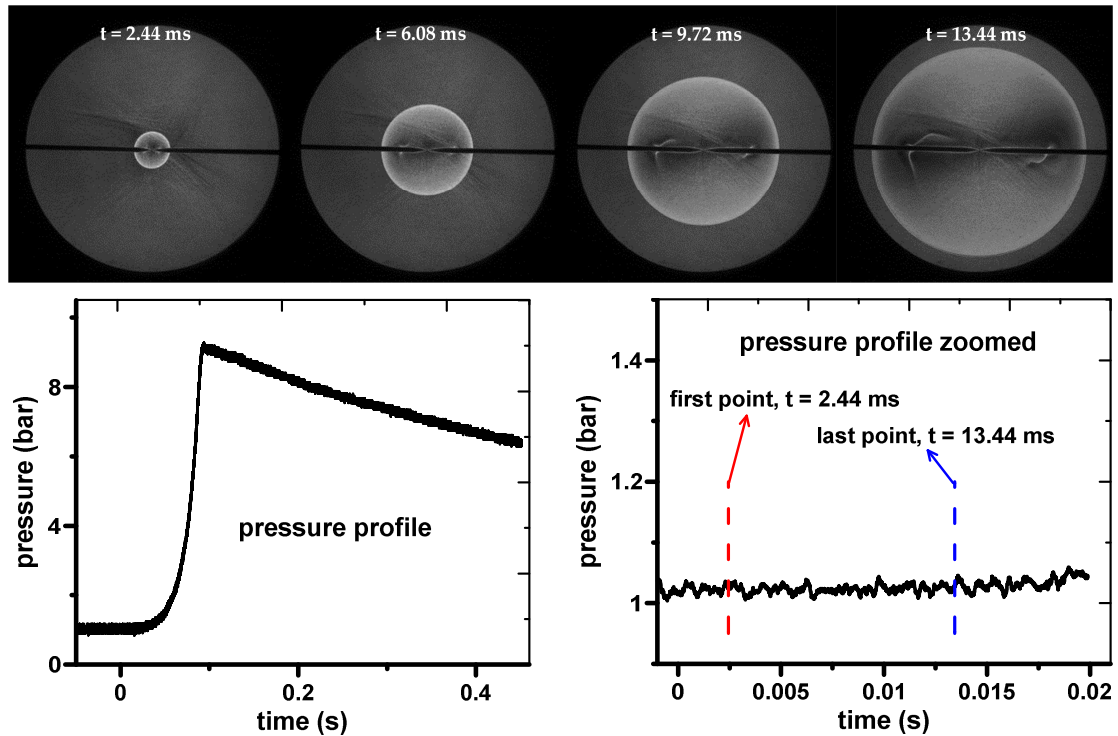 t = 2.44 ms
t = 6.08 ms
t = 9.72 ms
t = 13.44 ms
pressure (bar)
8
4
0
pressure profile
0
0.2
0.4
time (s)
pressure (bar)
1.4
1.2
1
pressure profile zoomed
first point, t = 2.44 ms
last point, t = 13.44 ms
0
0.005
0.010
0.015
0.02
time (s)